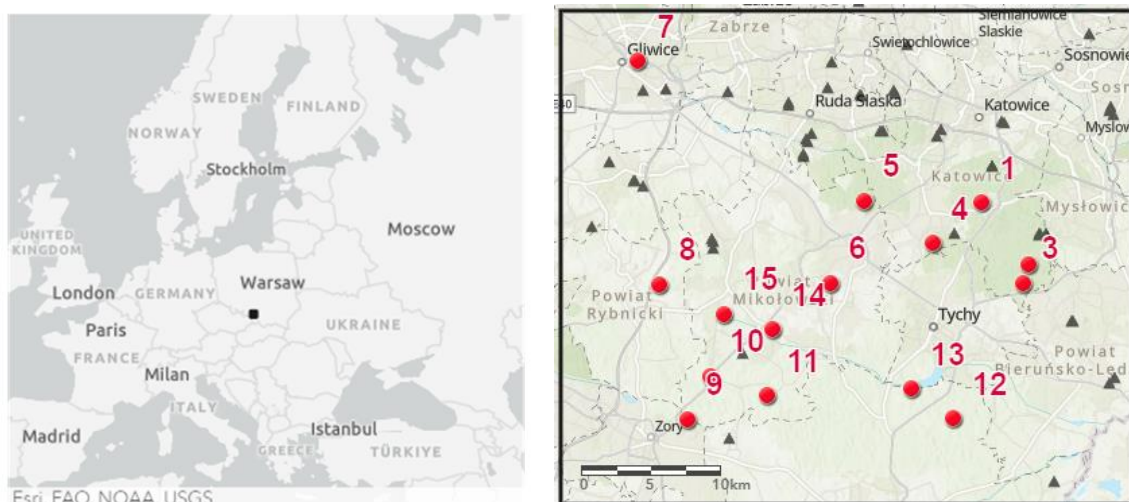 SWEDEN
FINLAND
NORWAY
Stockholm
Moscow
UNITED
KINGDOM
Warsaw
London
GERMANY
Paris
UKRAINE
FRANCE
Milan
ITALY
Madrid
Istanbul
GREECE
TÜRKIYE
Esri, FAO, NOAA, USGS
7
Zabrze
Siemianowice
Slaskie
Gliwice
Swietochlowice
Sosnowie
Sos
E40
Ruda Slaska
Katowice
Myslow
5
1
Katowice
4
Mysłowic
8
6
3
15
Powiat
Rybnicki
Powiat
Mikołowski
14
10
Tychy
11
13
Powiat
Bieruńsko-Lęd
9
12
Zory
0 5 10km